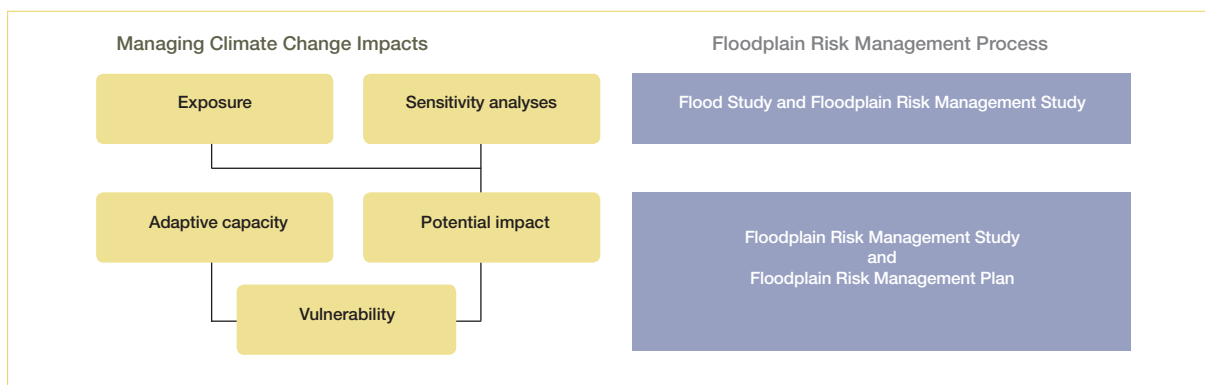 Managing Climate Change Impacts
Floodplain Risk Management Process
Exposure
Sensitivity analyses
Flood Study and Floodplain Risk Management Study
Adaptive capacity
Potential impact
Floodplain Risk Management Study
and
Floodplain Risk Management Plan
Vulnerability